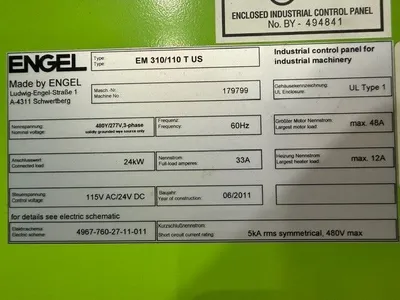 ENCLOSED INDUSTRIAL CONTROL PANEL
No. BY - 494841
ENGEL
Made by ENGEL
Ludwig-Engel-Straße 1
A-4311 Schwertberg
Type:
Type:
EM 310/110 T US
Industrial control panel for
industrial machinery
Masch.-Nr.:
Machine No.:
179799
Gehäusekennzeichnung:
UL Enclosure:
UL Type 1
Nennspannung:
Nominal voltage:
480Y/277V,3-phase
solidly grounded wye source only
Frequenz:
Frequency:
60Hz
Größter Motor Nennstrom:
Largest motor load:
max. 48A
Anschlusswert:
Connected load:
24kW
Nennstrom:
Full-load amperes:
33A
Heizung Nennstrom:
Largest heater load:
max. 12A
Steuerspannung:
Control voltage:
115V AC/24V DC
Baujahr:
Year of construction:
06/2011
for details see electric schematic
Elektroschema:
Electric scheme:
4967-760-27-11-011
Kurzschlußnennstrom:
Short circuit current rating:
5kA rms symmetrical, 480V max